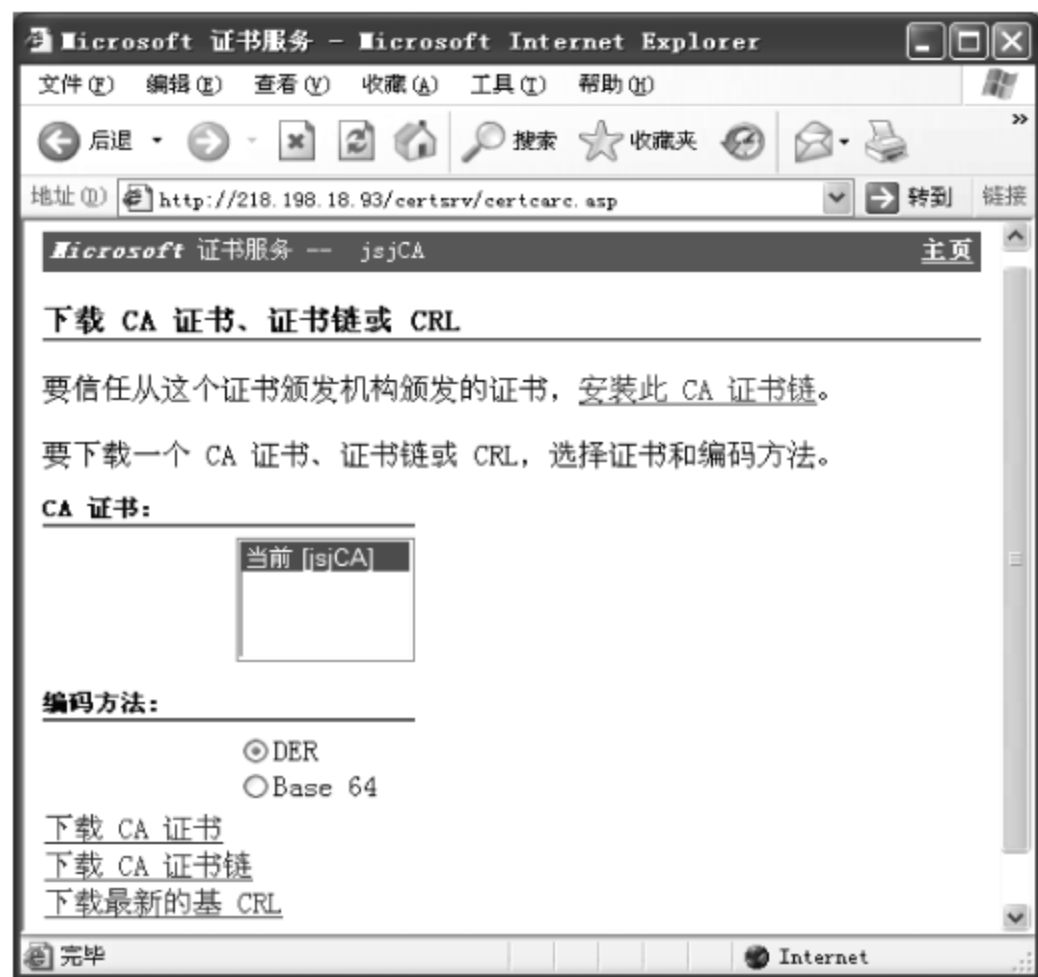 Microsoft 证书服务 - Microsoft Internet Explorer
文件(F) 编辑(E) 查看(V) 收藏(A) 工具(T) 帮助(H)
后退 搜索 收藏夹 »
地址(D) http://218.198.18.93/certsrv/certcarc.asp 转到 链接
Microsoft 证书服务 -- jsjCA 主页
下载 CA 证书、证书链或 CRL
要信任从这个证书颁发机构颁发的证书，安装此 CA 证书链。
要下载一个 CA 证书、证书链或 CRL，选择证书和编码方法。
CA 证书:
当前 [jsjCA]
编码方法:
DER
Base 64
下载 CA 证书
下载 CA 证书链
下载最新的基 CRL
完毕 Internet